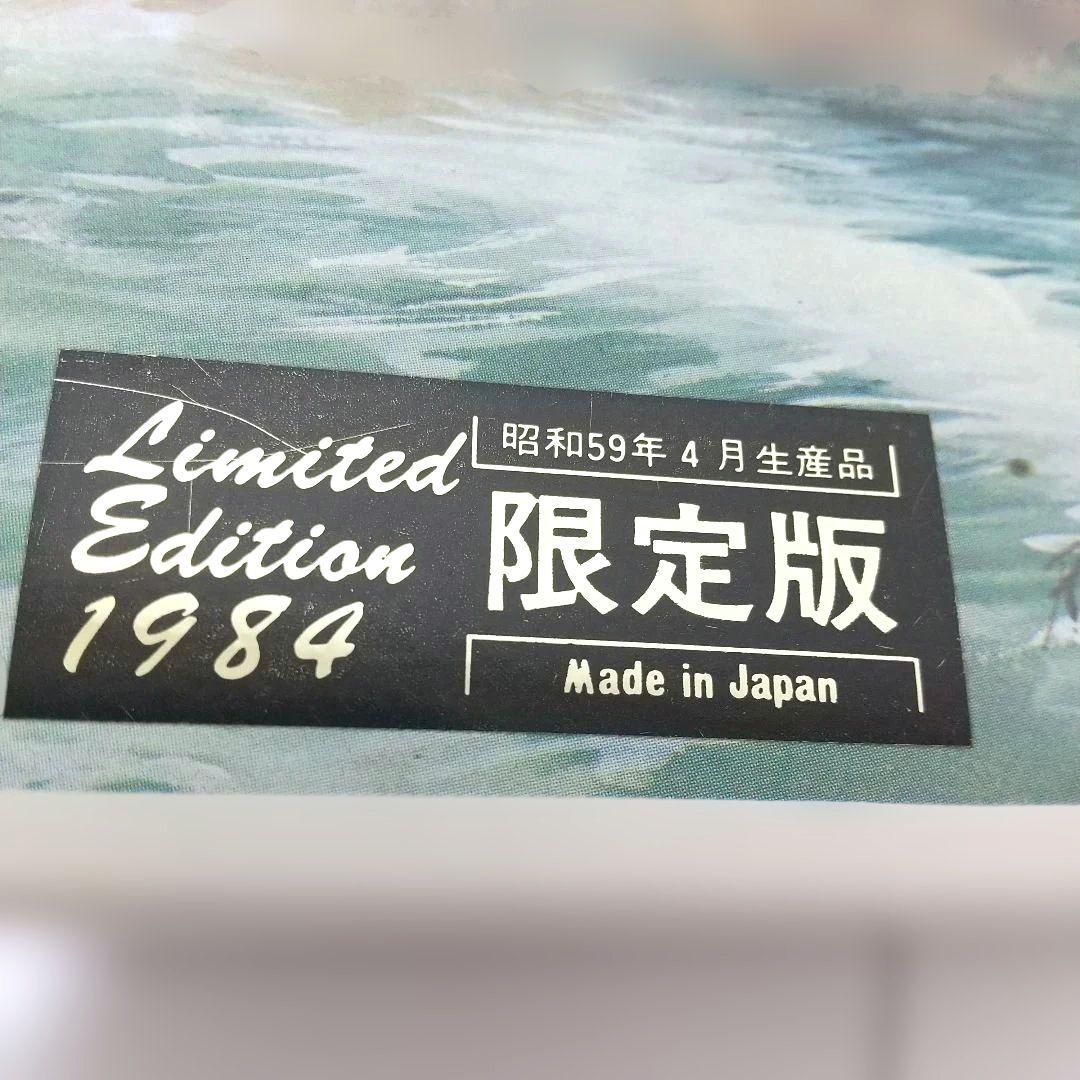 Limited
Edition
1984
昭和59年4月生産品
限定版
Made in Japan